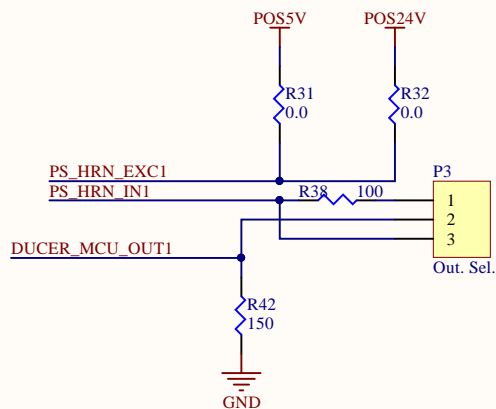 POS5V
POS24V
R31
0.0
R32
0.0
PS_HRN_EXC1
PS_HRN_IN1
R38
100
P3
1
2
3
DUCER_MCU_OUT1
Out. Sel.
R42
150
GND